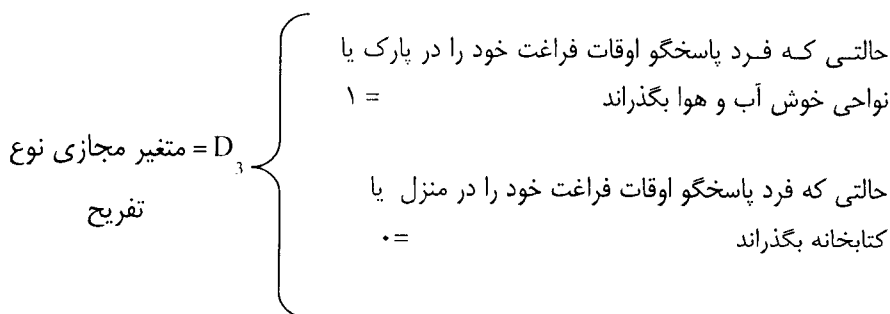 حالتی که فرد پاسخگو اوقات فراغت خود را در پارک یا
نواحی خوش آب و هوا بگذراند = ۱
D3 = متغیر مجازی نوع
تفریح
حالتی که فرد پاسخگو اوقات فراغت خود را در منزل یا
کتابخانه بگذراند =۰